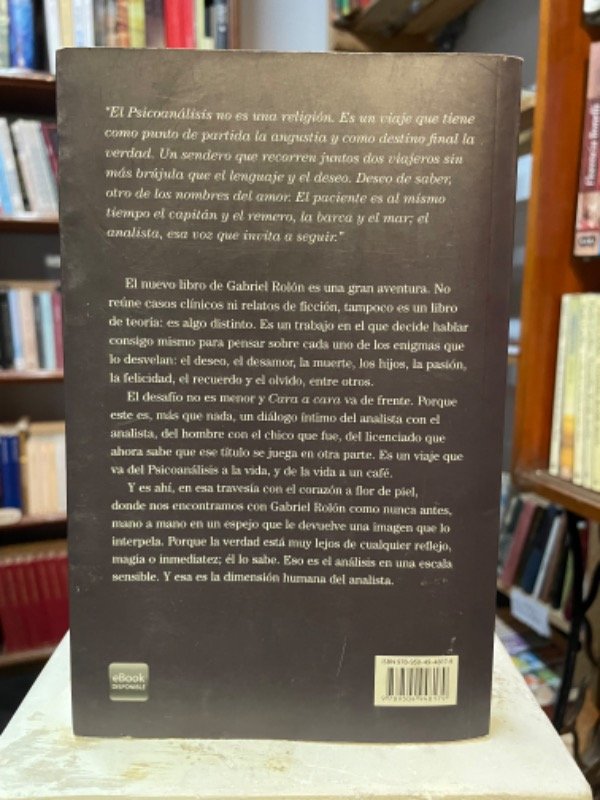 "El Psicoanálisis no es una religión. Es un viaje que tiene
como punto de partida la angustia y como destino final la
verdad. Un sendero que recorren juntos dos viajeros sin
más brújula que el lenguaje y el deseo. Deseo de saber,
otro de los nombres del amor. El paciente es al mismo
tiempo el capitán y el remero, la barca y el mar; el
analista, esa voz que invita a seguir."
El nuevo libro de Gabriel Rolón es una gran aventura. No
reúne casos clínicos ni relatos de ficción, tampoco es un libro
de teoría: es algo distinto. Es un trabajo en el que decide hablar
consigo mismo para pensar sobre cada uno de los enigmas que
lo desvelan: el deseo, el desamor, la muerte, los hijos, la pasión,
la felicidad, el recuerdo y el olvido, entre otros.
El desafío no es menor y Cara a cara va de frente. Porque
este es, más que nada, un diálogo íntimo del analista con el
analista, del hombre con el chico que fue, del licenciado que
ahora sabe que ese título se juega en otra parte. Es un viaje que
va del Psicoanálisis a la vida, y de la vida a un café.
Y es ahí, en esa travesía con el corazón a flor de piel,
donde nos encontramos con Gabriel Rolón como nunca antes,
mano a mano en un espejo que le devuelve una imagen que lo
interpela. Porque la verdad está muy lejos de cualquier reflejo,
magia o inmediatez; él lo sabe. Eso es el análisis en una escala
sensible. Y esa es la dimensión humana del analista.
eBook
DISPONIBLE
Florencia Bonelli